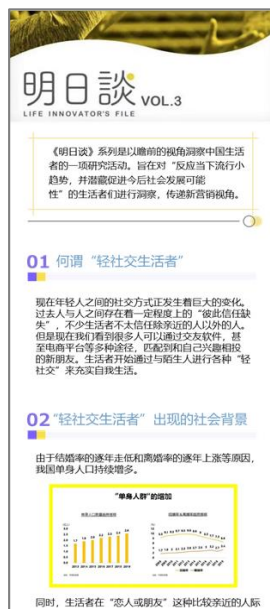 明日談 VOL.3
LIFE INNOVATOR'S FILE
《明日谈》系列是以瞻前的视角洞察中国生活
者的一项研究活动。旨在对“反应当下流行小
趋势，并潜藏促进今后社会发展可能
性”的生活者们进行洞察，传递新营销视角。
01 何谓“轻社交生活者”
现在年轻人之间的社交方式正发生着巨大的变化。
过去人与人之间存在着一定程度上的“彼此信任缺
失”，不少生活者不太信任除亲近的人以外的人。
但是现在我们看到很多人可以通过交友软件，甚
至电商平台等多种途径，匹配到和自己兴趣相投
的新朋友。生活者开始通过与陌生人进行各种“轻
社交”来充实自我生活。
02 “轻社交生活者”出现的社会背景
由于结婚率的逐年走低和离婚率的逐年上涨等原因，
我国单身人口持续增多。
“单身人群”的增加
同时，生活者在“恋人或朋友”这种比较亲近的人际